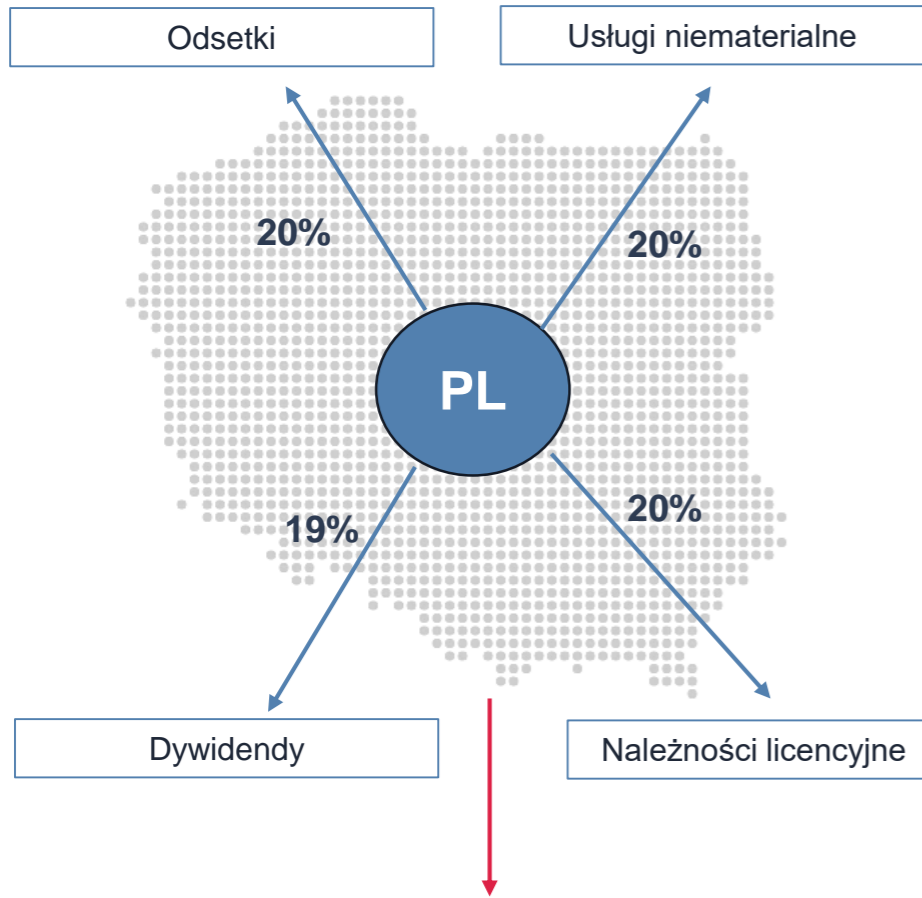 Odsetki
Usługi niematerialne
20%
20%
PL
19%
20%
Dywidendy
Należności licencyjne